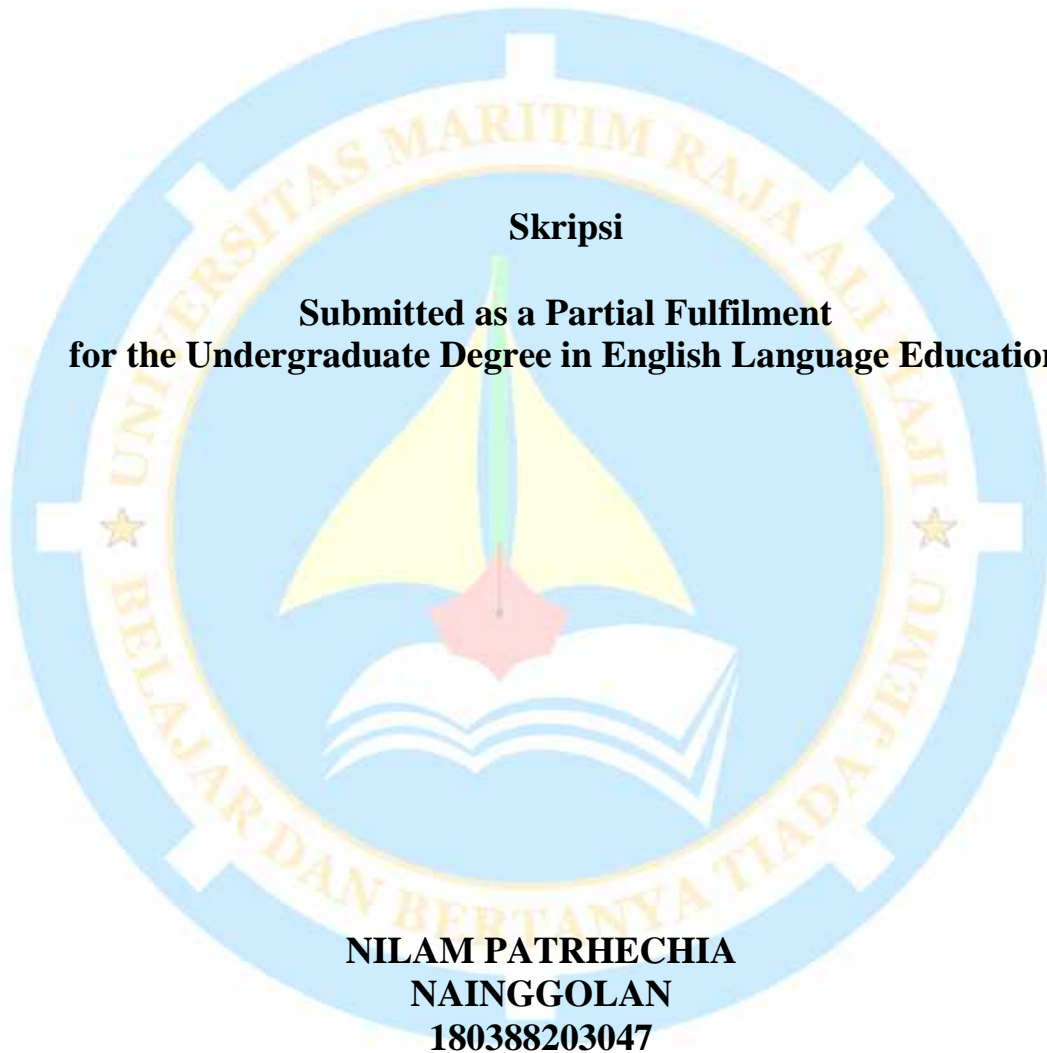 UNIVERSITAS MARITIM RAJA ALI HAJI
Skripsi
Submitted as a Partial Fulfilment
for the Undergraduate Degree in English Language Education
BELAJAR DAN BERTANYA TIADA JEMU
NILAM PATRHECHIA
NAINGGOLAN
180388203047